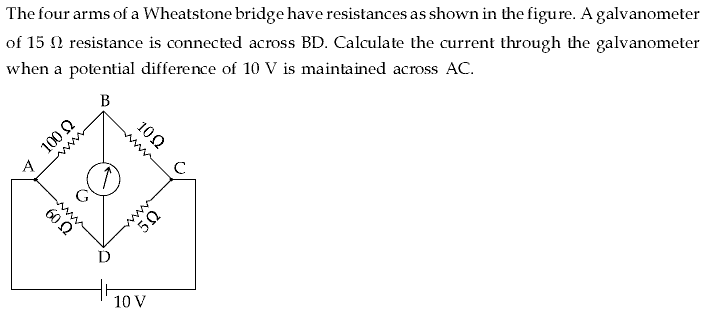 The four arms of a Wheatstone bridge have resistances as shown in the figure. A galvanometer
of 15 Ω resistance is connected across BD. Calculate the current through the galvanometer
when a potential difference of 10 V is maintained across AC.
B
100 Ω
10 Ω
A
C
G
60 Ω
5 Ω
D
10 V